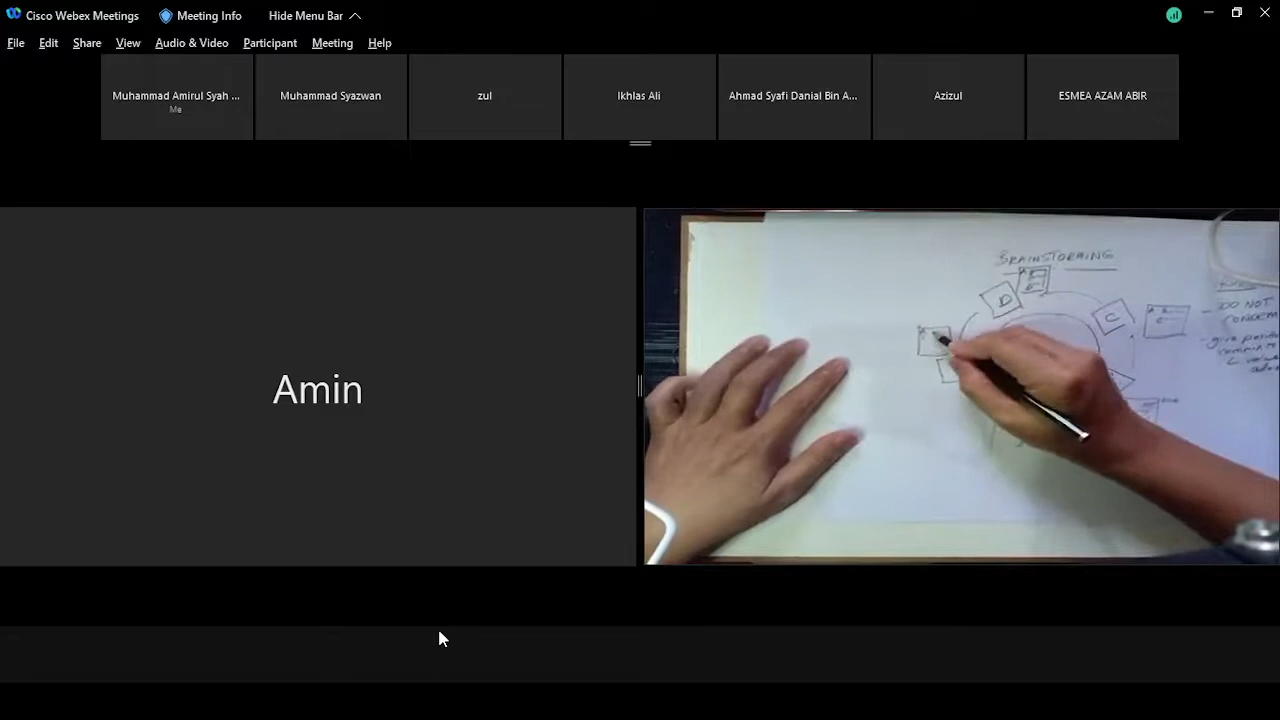 Cisco Webex Meetings Meeting Info Hide Menu Bar
File Edit Share View Audio & Video Participant Meeting Help
Muhammad Amirul Syah ...
Me
Muhammad Syazwan
zul
Ikhlas Ali
Ahmad Syafi Danial Bin A...
Azizul
ESMEA AZAM ABIR
Amin
BRAINSTORMING
D
C
DO NOT
CONDEM
- give